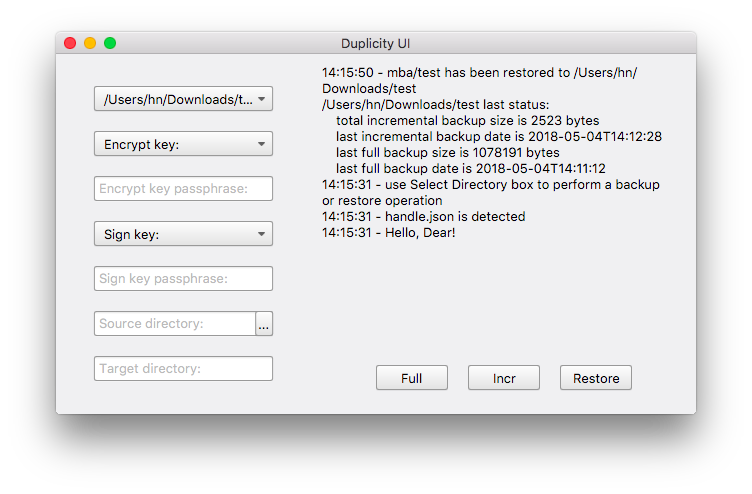 Duplicity UI
/Users/hn/Downloads/t...
Encrypt key:
Encrypt key passphrase:
Sign key:
Sign key passphrase:
Source directory:
...
Target directory:
14:15:50 - mba/test has been restored to /Users/hn/
Downloads/test
/Users/hn/Downloads/test last status:
total incremental backup size is 2523 bytes
last incremental backup date is 2018-05-04T14:12:28
last full backup size is 1078191 bytes
last full backup date is 2018-05-04T14:11:12
14:15:31 - use Select Directory box to perform a backup
or restore operation
14:15:31 - handle.json is detected
14:15:31 - Hello, Dear!
Full
Incr
Restore